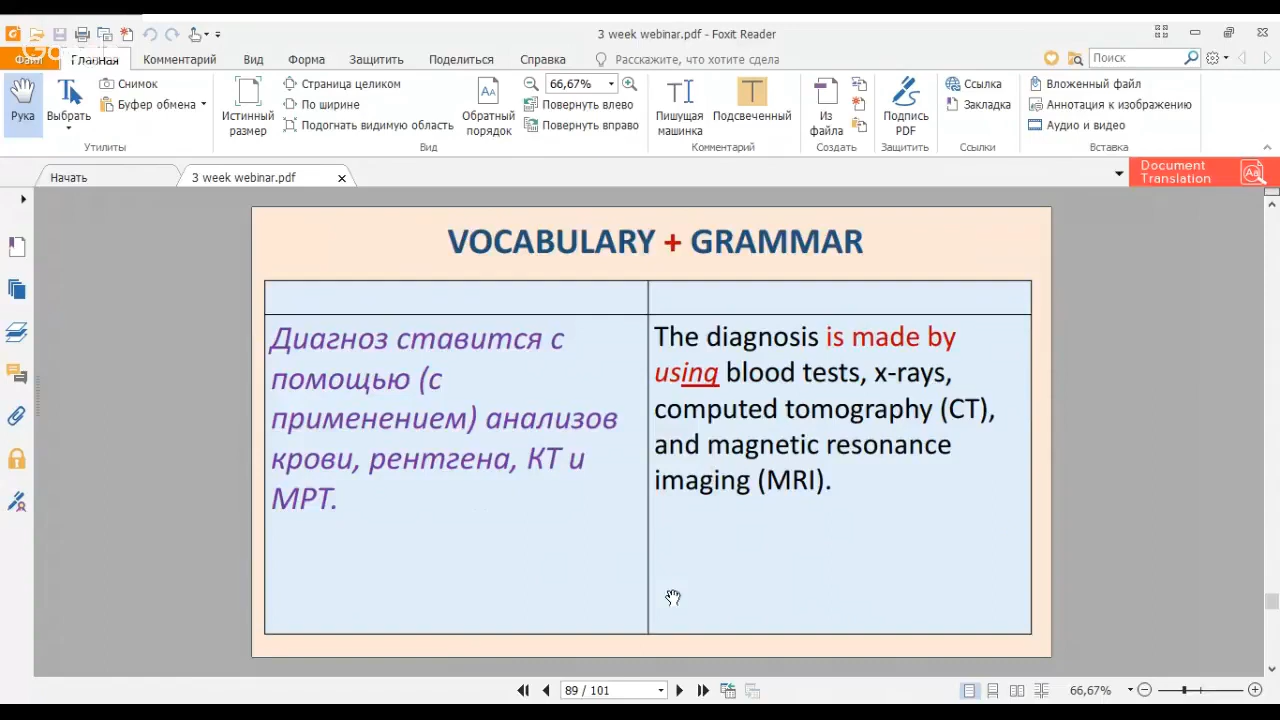 3 week webinar.pdf - Foxit Reader
Файл Главная Комментарий Вид Форма Защитить Поделиться Справка Расскажите, что хотите сдела Поиск
Рука
Выбрать
Снимок
Буфер обмена
Утилиты
Истинный размер
Страница целиком
По ширине
Подогнать видимую область
Обратный порядок
66,67%
Повернуть влево
Повернуть вправо
Вид
Пишущая машинка
Подсвеченный
Комментарий
Из файла
Создать
Подпись PDF
Защитить
Ссылка
Закладка
Ссылки
Вложенный файл
Аннотация к изображению
Аудио и видео
Вставка
Начать
3 week webinar.pdf
Document
Translation
VOCABULARY + GRAMMAR
Диагноз ставится с
помощью (с
применением) анализов
крови, рентгена, КТ и
МРТ.
The diagnosis is made by
using blood tests, x-rays,
computed tomography (CT),
and magnetic resonance
imaging (MRI).
89 / 101
66,67%